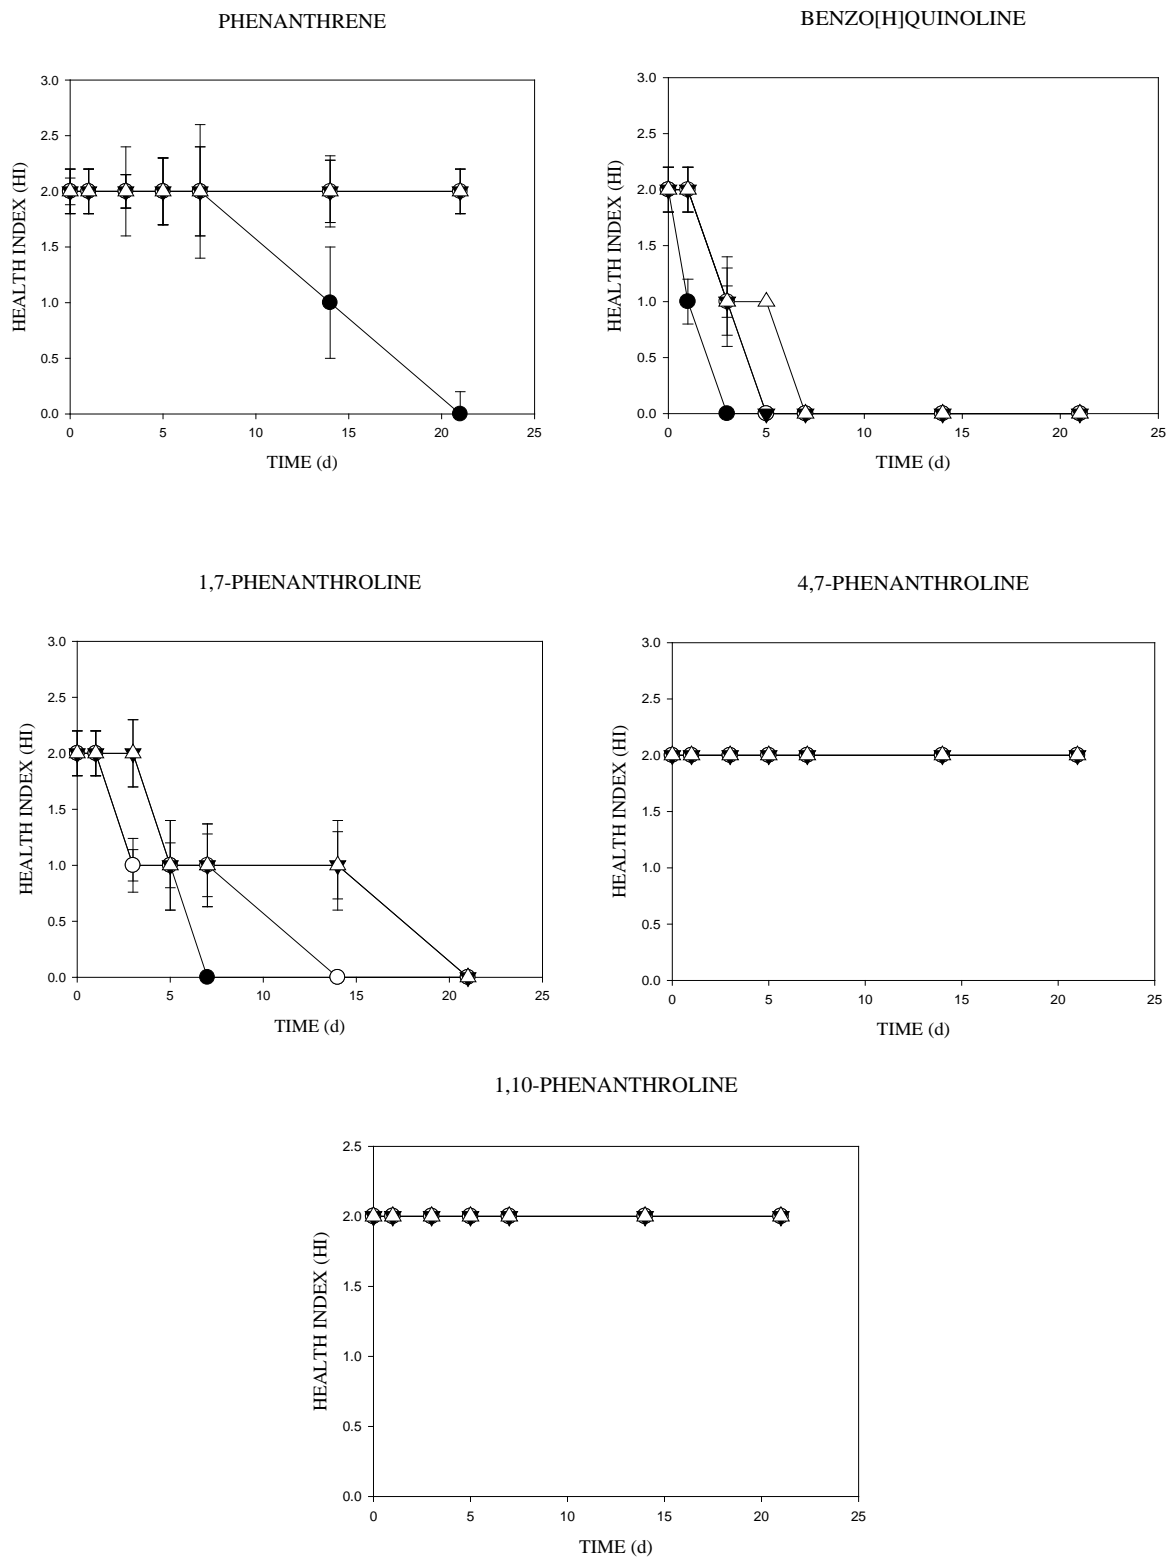 PHENANTHRENE
HEALTH INDEX (HI)
3.0
2.5
2.0
1.5
1.0
0.5
0.0
0 5 10 15 20 25
TIME (d)
BENZO[H]QUINOLINE
HEALTH INDEX (HI)
3.0
2.5
2.0
1.5
1.0
0.5
0.0
0 5 10 15 20 25
TIME (d)
1,7-PHENANTHROLINE
HEALTH INDEX (HI)
3.0
2.5
2.0
1.5
1.0
0.5
0.0
0 5 10 15 20 25
TIME (d)
4,7-PHENANTHROLINE
HEALTH INDEX (HI)
3.0
2.5
2.0
1.5
1.0
0.5
0.0
0 5 10 15 20 25
TIME (d)
1,10-PHENANTHROLINE
HEALTH INDEX (HI)
2.5
2.0
1.5
1.0
0.5
0.0
0 5 10 15 20 25
TIME (d)